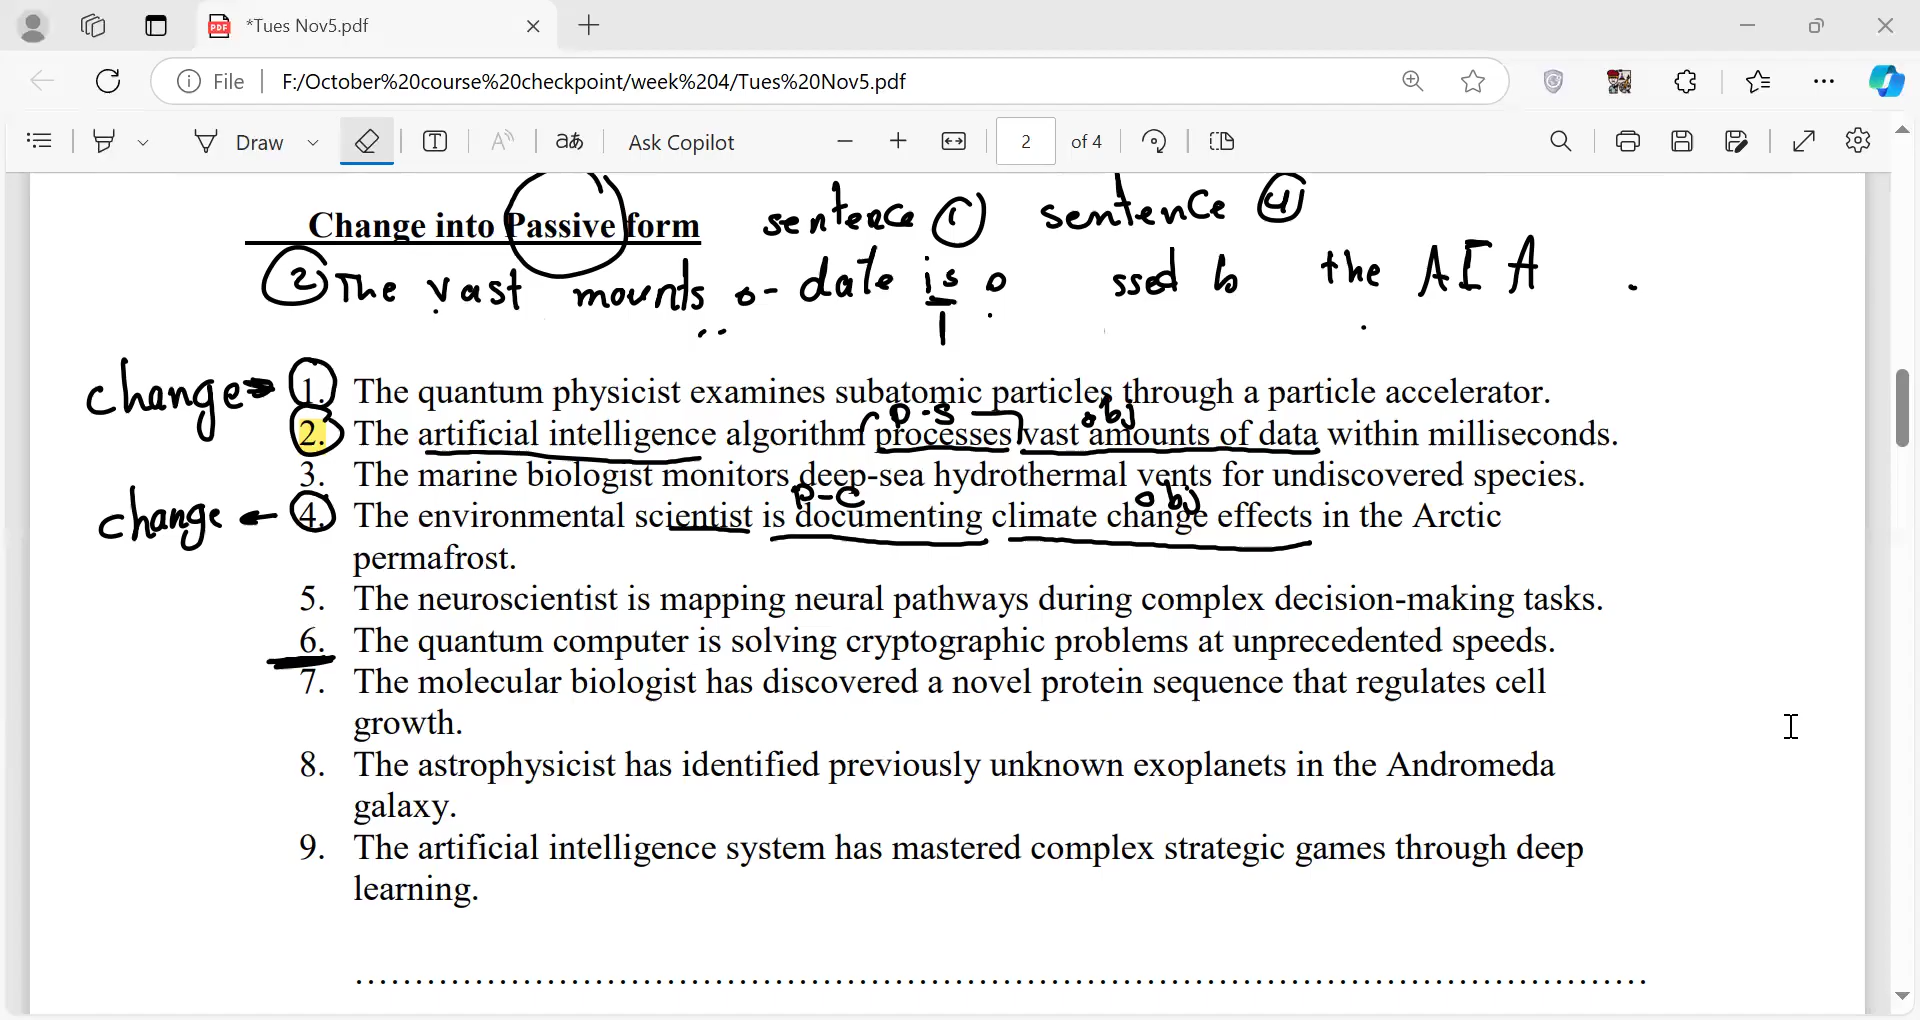 *Tues Nov5.pdf
File F:/October%20course%20checkpoint/week%204/Tues%20Nov5.pdf
Draw aあ Ask Copilot 2 of 4
Change into Passive form sentence 1 sentence 4
2 The vast mounts o- date is o ssed b the AIA .
change 1. The quantum physicist examines subatomic particles through a particle accelerator.
P-S obj
2. The artificial intelligence algorithm processes vast amounts of data within milliseconds.
3. The marine biologist monitors deep-sea hydrothermal vents for undiscovered species.
P-C obj
change 4. The environmental scientist is documenting climate change effects in the Arctic
permafrost.
5. The neuroscientist is mapping neural pathways during complex decision-making tasks.
6. The quantum computer is solving cryptographic problems at unprecedented speeds.
7. The molecular biologist has discovered a novel protein sequence that regulates cell
growth.
8. The astrophysicist has identified previously unknown exoplanets in the Andromeda
galaxy.
9. The artificial intelligence system has mastered complex strategic games through deep
learning.